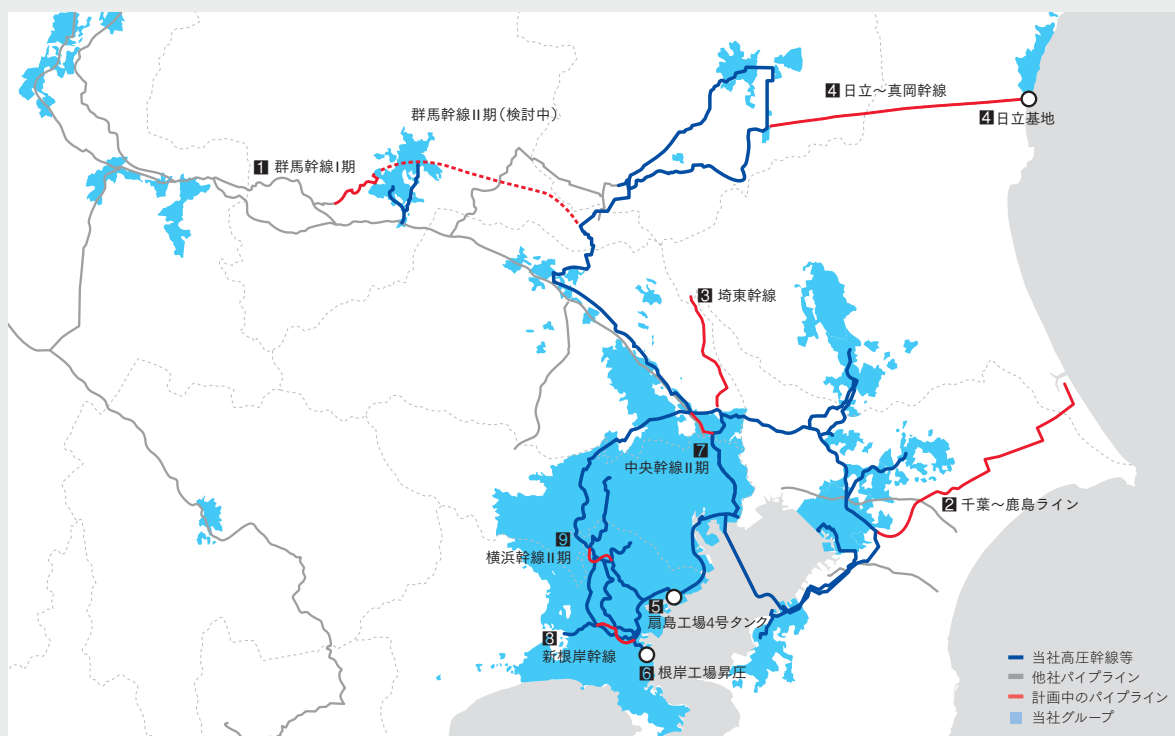 4 日立～真岡幹線
4 日立基地
群馬幹線II期（検討中）
1 群馬幹線I期
3 埼東幹線
7
中央幹線II期
2 千葉～鹿島ライン
9
横浜幹線II期
5
扇島工場4号タンク
8
新根岸幹線
6 根岸工場昇圧
当社高圧幹線等
他社パイプライン
計画中のパイプライン
当社グループ